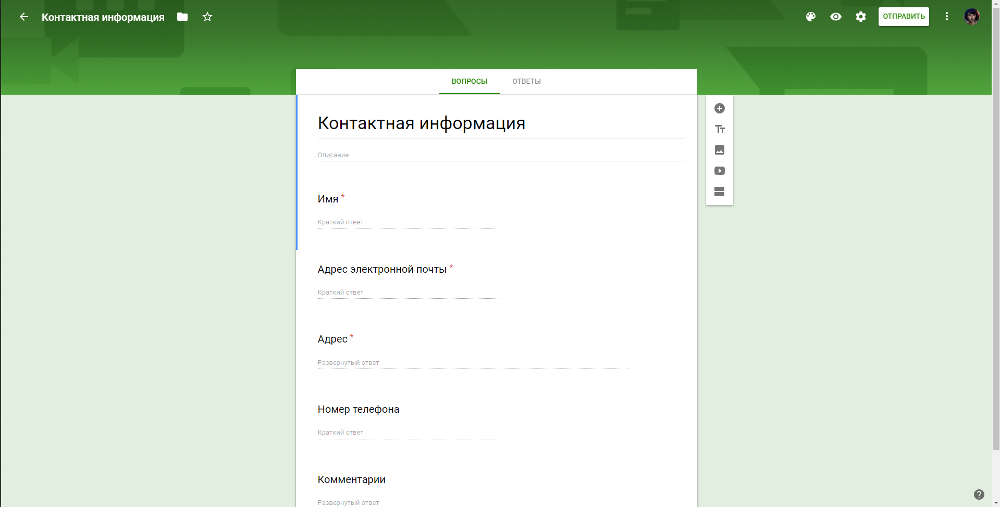 Контактная информация
ОТПРАВИТЬ
ВОПРОСЫ ОТВЕТЫ
Контактная информация
Описание
Имя *
Краткий ответ
Адрес электронной почты *
Краткий ответ
Адрес *
Развернутый ответ
Номер телефона
Краткий ответ
Комментарии
Развернутый ответ